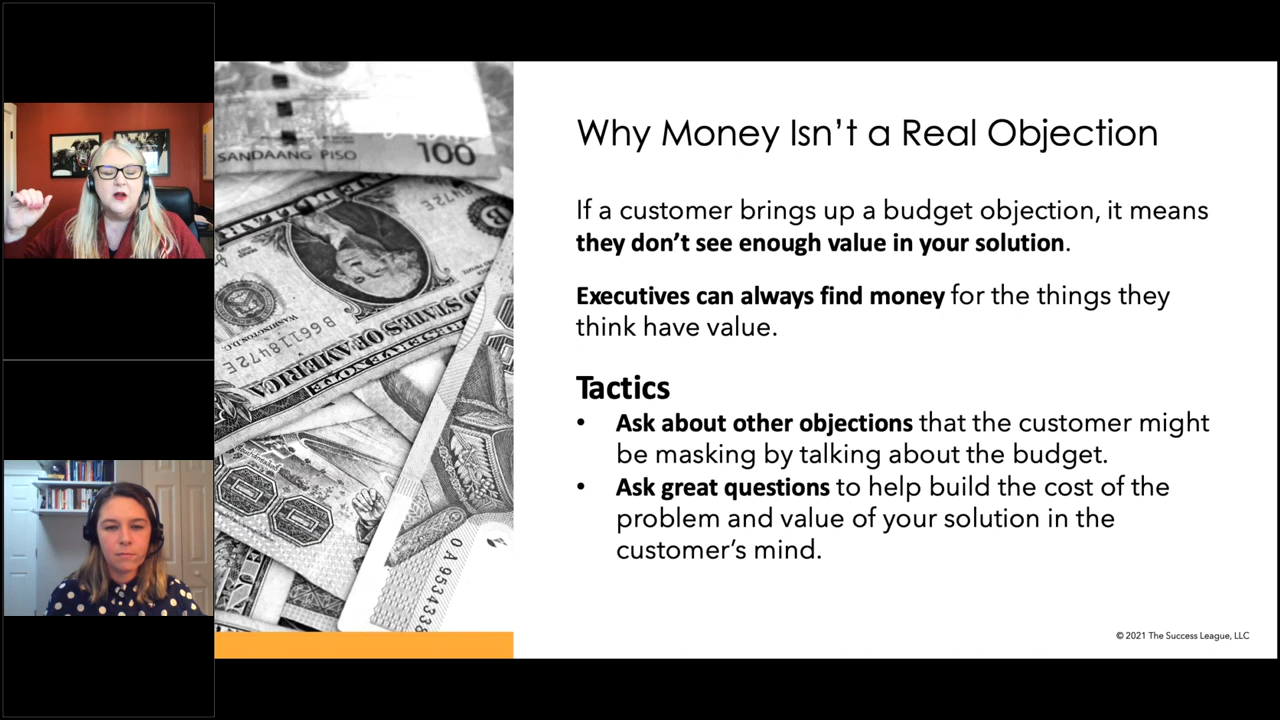 SANDAANG PISO 100
B66118472E
WASHINGTON, D.C.
Why Money Isn't a Real Objection
If a customer brings up a budget objection, it means
they don't see enough value in your solution.
Executives can always find money for the things they
think have value.
Tactics
• Ask about other objections that the customer might
be masking by talking about the budget.
• Ask great questions to help build the cost of the
problem and value of your solution in the
customer's mind.
© 2021 The Success League, LLC